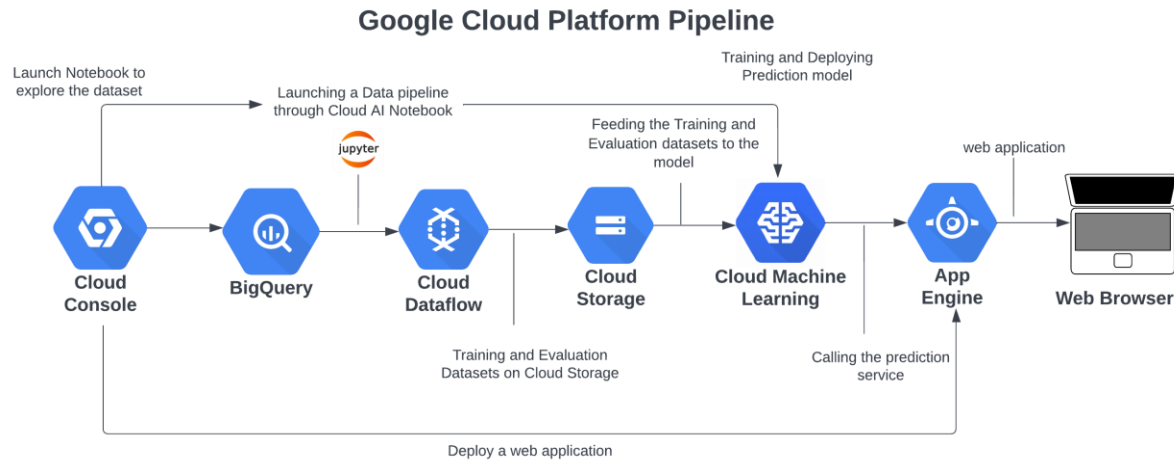 Google Cloud Platform Pipeline
Launch Notebook to
explore the dataset
Launching a Data pipeline
through Cloud AI Notebook
Training and Deploying
Prediction model
Feeding the Training and
Evaluation datasets to the
model
web application
jupyter
Cloud
Console
BigQuery
Cloud
Dataflow
Cloud
Storage
Cloud Machine
Learning
App
Engine
Web Browser
Training and Evaluation
Datasets on Cloud Storage
Calling the prediction
service
Deploy a web application